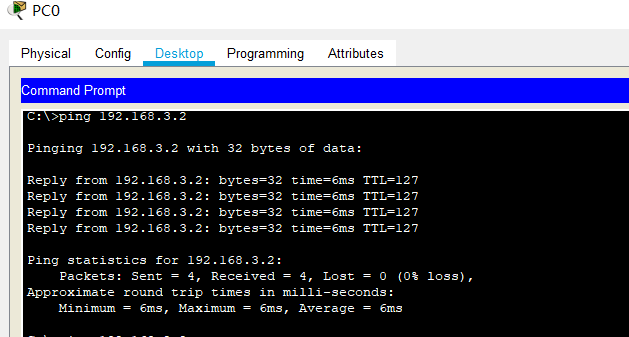 PC0
Physical Config Desktop Programming Attributes
Command Prompt
C:\>ping 192.168.3.2
Pinging 192.168.3.2 with 32 bytes of data:
Reply from 192.168.3.2: bytes=32 time=6ms TTL=127
Reply from 192.168.3.2: bytes=32 time=6ms TTL=127
Reply from 192.168.3.2: bytes=32 time=6ms TTL=127
Reply from 192.168.3.2: bytes=32 time=6ms TTL=127
Ping statistics for 192.168.3.2:
Packets: Sent = 4, Received = 4, Lost = 0 (0% loss),
Approximate round trip times in milli-seconds:
Minimum = 6ms, Maximum = 6ms, Average = 6ms